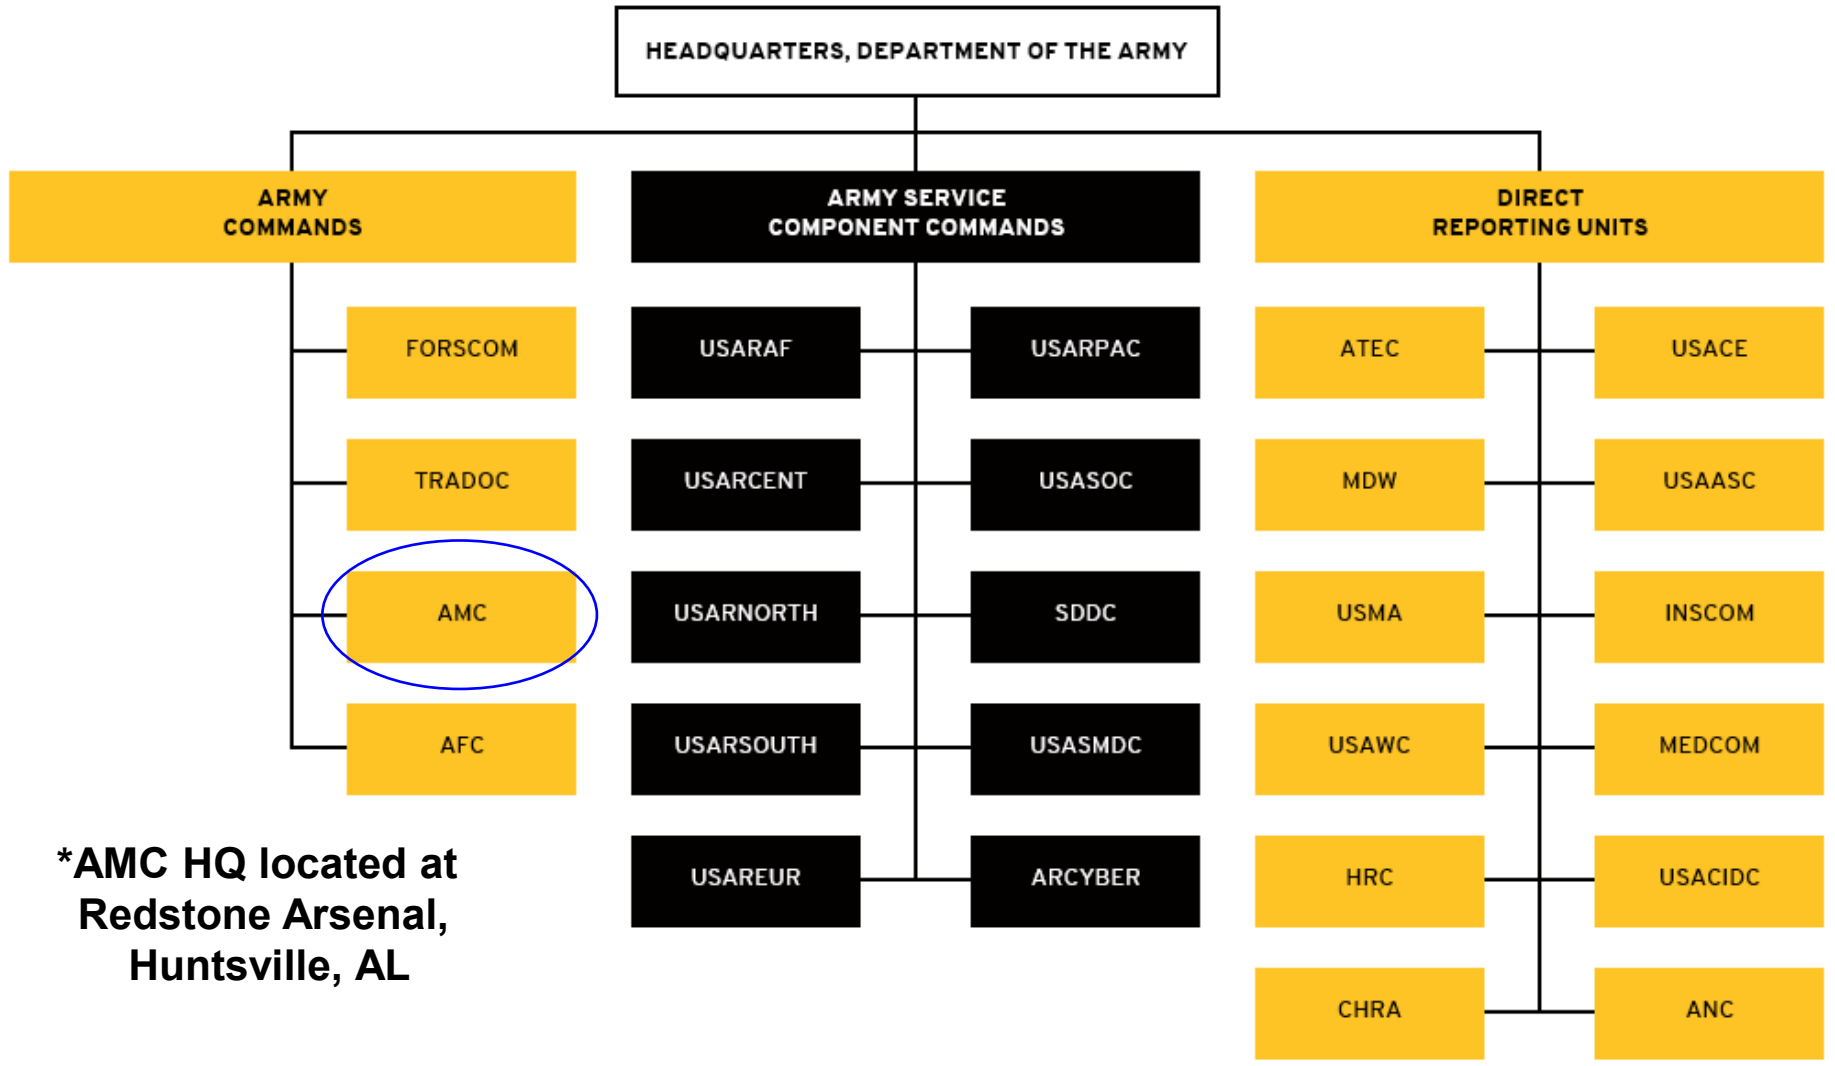 HEADQUARTERS, DEPARTMENT OF THE ARMY
ARMY
COMMANDS
FORSCOM
TRADOC
AMC
AFC
*AMC HQ located at
Redstone Arsenal,
Huntsville, AL
ARMY SERVICE
COMPONENT COMMANDS
USARAF
USARPAC
USARCENT
USASOC
USARNORTH
SDDC
USARSOUTH
USASMDC
USAREUR
ARCYBER
DIRECT
REPORTING UNITS
ATEC
USACE
MDW
USAASC
USMA
INSCOM
USAWC
MEDCOM
HRC
USACIDC
CHRA
ANC